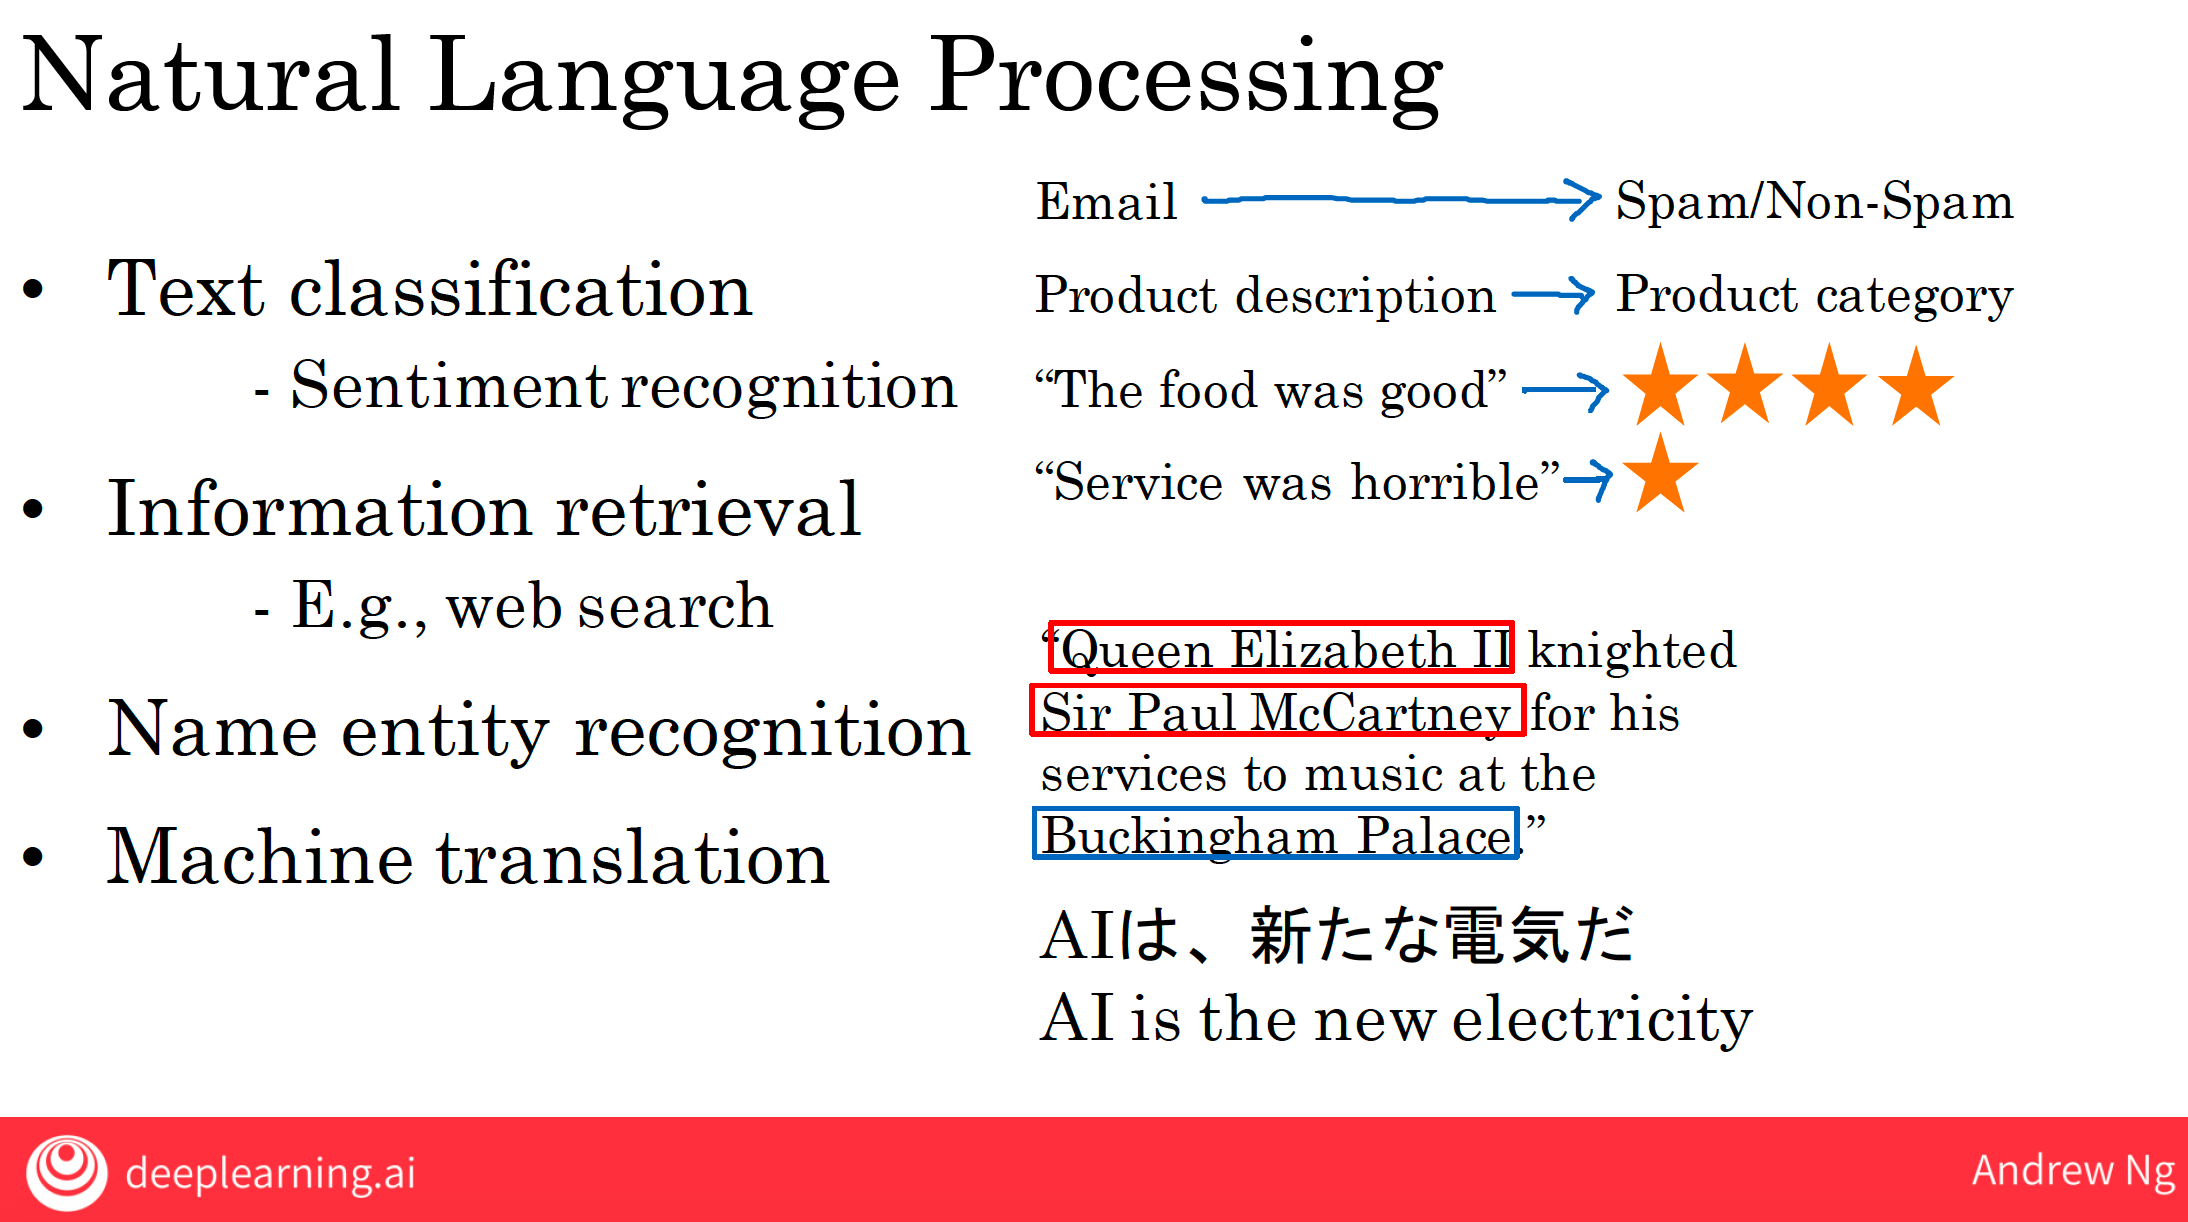 Natural Language Processing
• Text classification
- Sentiment recognition
• Information retrieval
- E.g., web search
• Name entity recognition
• Machine translation
Email → Spam/Non-Spam
Product description → Product category
“The food was good” → ★★★★
“Service was horrible” → ★
“Queen Elizabeth II knighted
Sir Paul McCartney for his
services to music at the
Buckingham Palace.”
AIは、新たな電気だ
AI is the new electricity
deeplearning.ai
Andrew Ng